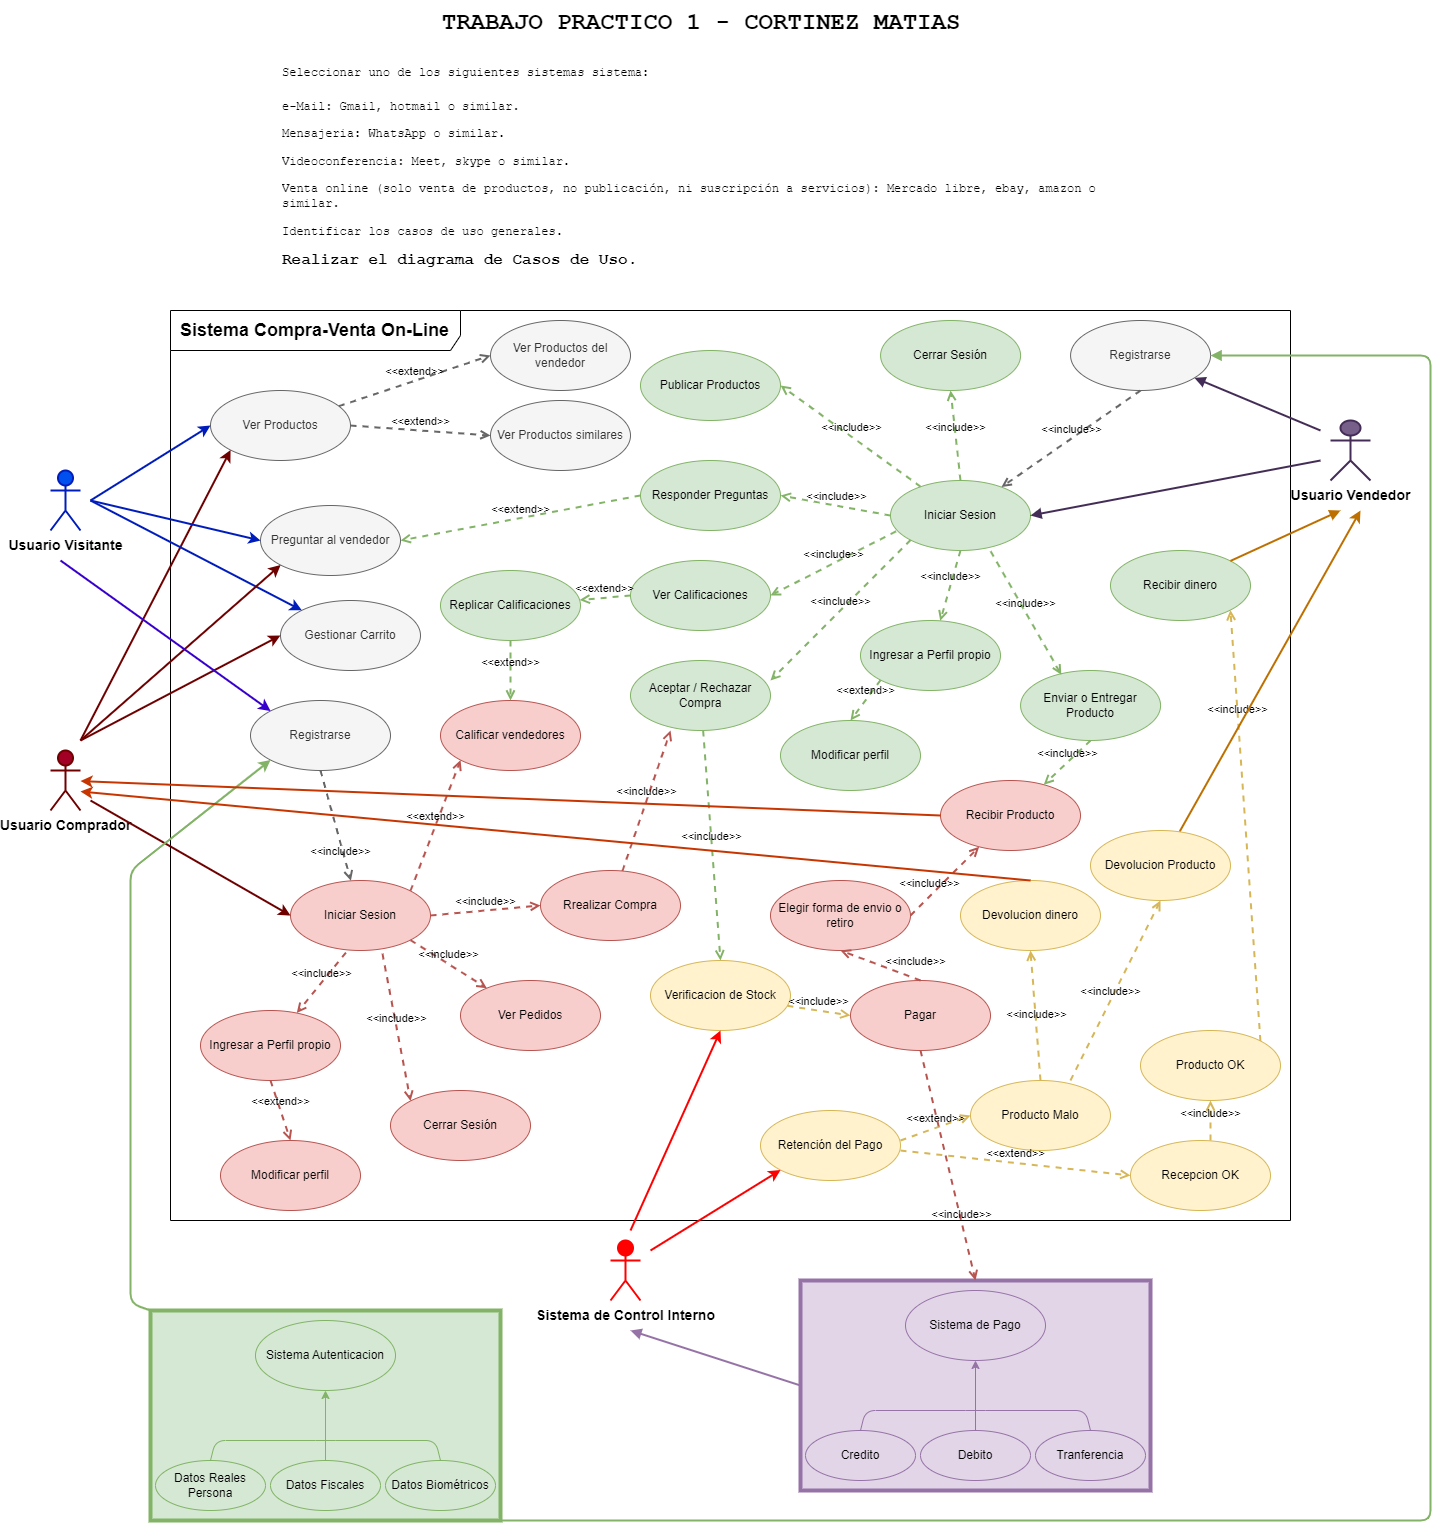 TRABAJO PRACTICO 1 - CORTINEZ MATIAS
Seleccionar uno de los siguientes sistemas sistema:
e-Mail: Gmail, hotmail o similar.
Mensajeria: WhatsApp o similar.
Videoconferencia: Meet, skype o similar.
Venta online (solo venta de productos, no publicación, ni suscripción a servicios): Mercado libre, ebay, amazon o
similar.
Identificar los casos de uso generales.
Realizar el diagrama de Casos de Uso.
Sistema Compra-Venta On-Line
Ver Productos del
vendedor
Cerrar Sesión
Registrarse
<<extend>>
Publicar Productos
Ver Productos
<<extend>>
<<include>>
<<include>>
<<include>>
Ver Productos similares
Usuario Vendedor
Responder Preguntas
<<include>>
<<extend>>
Iniciar Sesion
Usuario Visitante
Preguntar al vendedor
<<include>>
<<include>>
Recibir dinero
<<extend>>
Ver Calificaciones
Replicar Calificaciones
<<include>>
<<include>>
Gestionar Carrito
Ingresar a Perfil propio
<<extend>>
<<extend>>
Aceptar / Rechazar
Compra
Enviar o Entregar
Producto
<<include>>
Registrarse
Calificar vendedores
Modificar perfil
<<include>>
<<include>>
Usuario Comprador
<<extend>>
Recibir Producto
<<include>>
<<include>>
Devolucion Producto
<<include>>
Iniciar Sesion
<<include>>
Rrealizar Compra
Elegir forma de envio o
retiro
Devolucion dinero
<<include>>
<<include>>
<<include>>
Verificacion de Stock
<<include>>
<<include>>
<<include>>
Ver Pedidos
Pagar
<<include>>
<<include>>
Ingresar a Perfil propio
Producto OK
<<extend>>
Cerrar Sesión
<<extend>>
Producto Malo
<<include>>
Retención del Pago
<<extend>>
Modificar perfil
Recepcion OK
<<include>>
Sistema de Control Interno
Sistema de Pago
Sistema Autenticacion
Credito
Debito
Tranferencia
Datos Reales
Persona
Datos Fiscales
Datos Biométricos